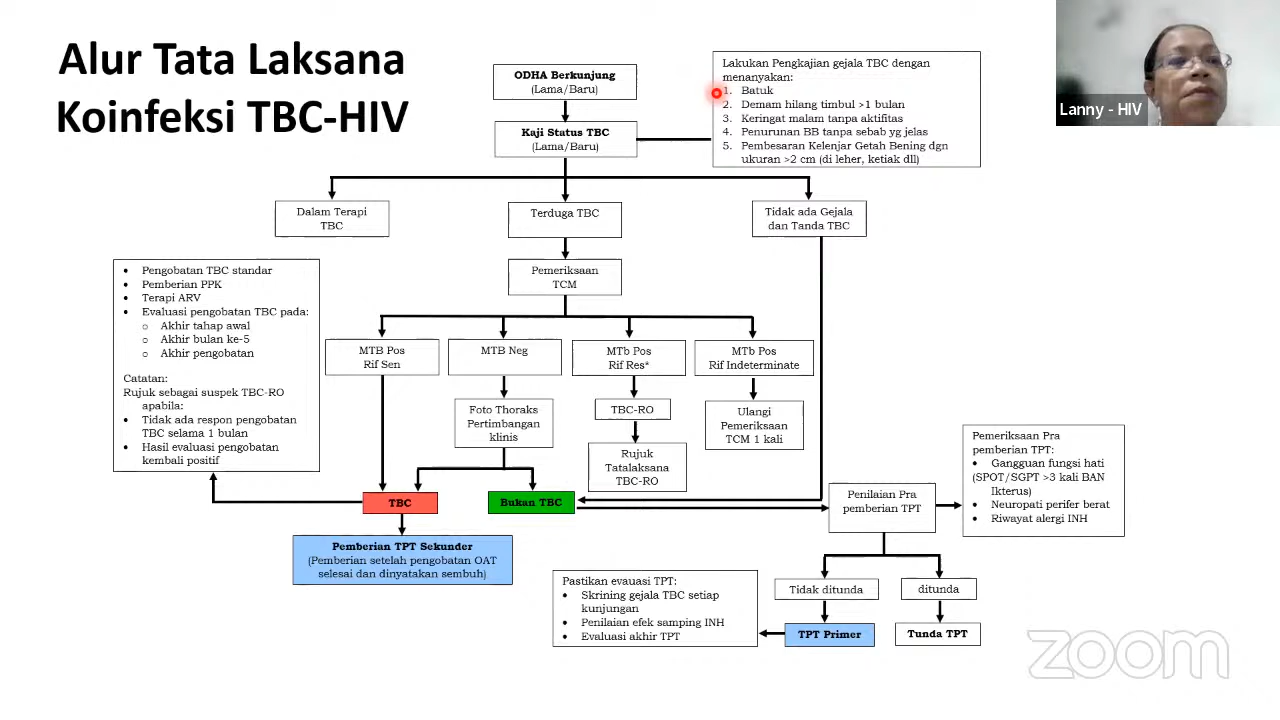 Alur Tata Laksana
Koinfeksi TBC-HIV
ODHA Berkunjung
(Lama/Baru)
Kaji Status TBC
(Lama/Baru)
Lakukan Pengkajian gejala TBC dengan
menanyakan:
1. Batuk
2. Demam hilang timbul >1 bulan
3. Keringat malam tanpa aktifitas
4. Penurunan BB tanpa sebab yg jelas
5. Pembesaran Kelenjar Getah Bening dgn
ukuran >2 cm (di leher, ketiak dll)
Lanny - HIV
Dalam Terapi
TBC
Terduga TBC
Tidak ada Gejala
dan Tanda TBC
Pemeriksaan
TCM
• Pengobatan TBC standar
• Pemberian PPK
• Terapi ARV
• Evaluasi pengobatan TBC pada:
o Akhir tahap awal
o Akhir bulan ke-5
o Akhir pengobatan
Catatan:
Rujuk sebagai suspek TBC-RO
apabila:
• Tidak ada respon pengobatan
TBC selama 1 bulan
• Hasil evaluasi pengobatan
kembali positif
MTB Pos
Rif Sen
MTB Neg
MTb Pos
Rif Res*
MTb Pos
Rif Indeterminate
Foto Thoraks
Pertimbangan
klinis
TBC-RO
Ulangi
Pemeriksaan
TCM 1 kali
Rujuk
Tatalaksana
TBC-RO
TBC
Bukan TBC
Penilaian Pra
pemberian TPT
Pemeriksaan Pra
pemberian TPT:
• Gangguan fungsi hati
(SPOT/SGPT >3 kali BAN
Ikterus)
• Neuropati perifer berat
• Riwayat alergi INH
Pemberian TPT Sekunder
(Pemberian setelah pengobatan OAT
selesai dan dinyatakan sembuh)
Pastikan evauasi TPT:
• Skrining gejala TBC setiap
kunjungan
• Penilaian efek samping INH
• Evaluasi akhir TPT
Tidak ditunda
ditunda
TPT Primer
Tunda TPT
zoom